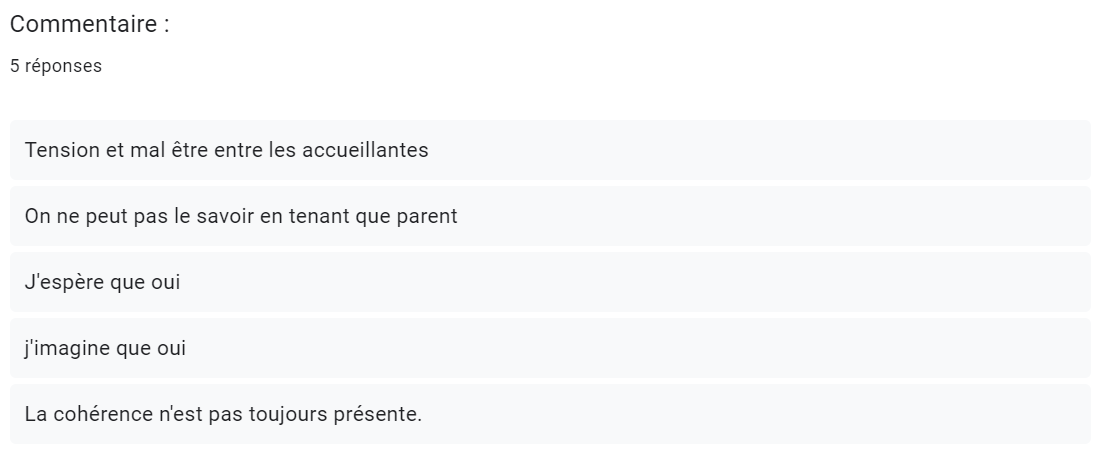 Commentaire :
5 réponses
Tension et mal être entre les accueillantes
On ne peut pas le savoir en tenant que parent
J'espère que oui
j'imagine que oui
La cohérence n'est pas toujours présente.